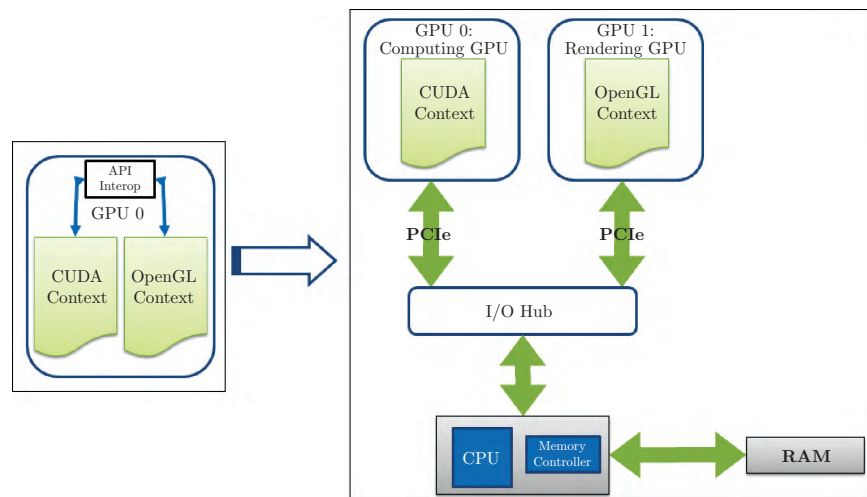 API
Interop
GPU 0
CUDA
Context
OpenGL
Context
GPU 0:
Computing GPU
CUDA
Context
GPU 1:
Rendering GPU
OpenGL
Context
PCIe
PCIe
I/O Hub
CPU
Memory
Controller
RAM